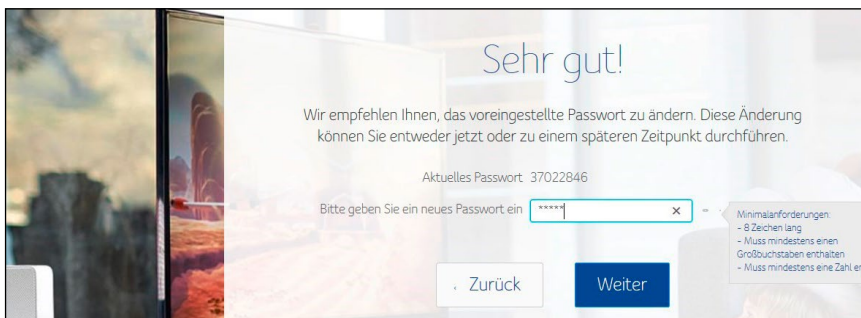 Sehr gut!
Wir empfehlen Ihnen, das voreingestellte Passwort zu ändern. Diese Änderung
können Sie entweder jetzt oder zu einem späteren Zeitpunkt durchführen.
Aktuelles Passwort 37022846
Bitte geben Sie ein neues Passwort ein *****
Minimalanforderungen:
- 8 Zeichen lang
- Muss mindestens einen
Großbuchstaben enthalten
- Muss mindestens eine Zahl
Zurück Weiter